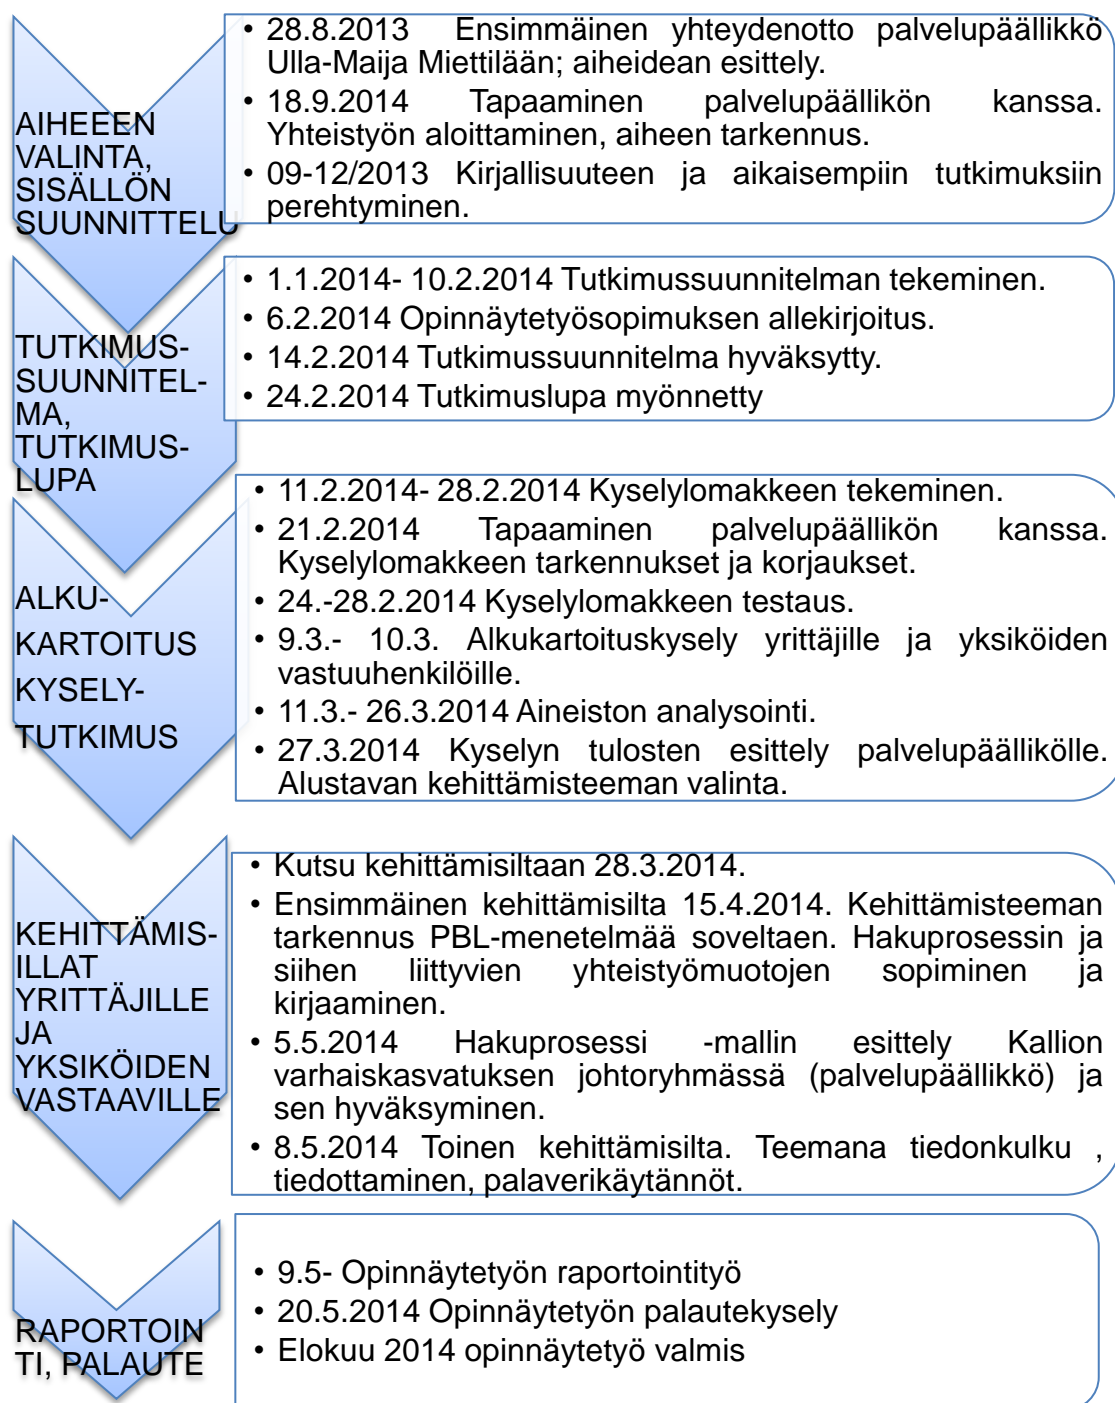 AIHEEEN
VALINTA,
SISÄLLÖN
SUUNNITTELU
• 28.8.2013 Ensimmäinen yhteydenotto palvelupäällikkö
Ulla-Maija Miettilään; aiheidean esittely.
• 18.9.2014 Tapaaminen palvelupäällikön kanssa.
Yhteistyön aloittaminen, aiheen tarkennus.
• 09-12/2013 Kirjallisuuteen ja aikaisempiin tutkimuksiin
perehtyminen.
TUTKIMUS-
SUUNNITEL-
MA,
TUTKIMUS-
LUPA
• 1.1.2014- 10.2.2014 Tutkimussuunnitelman tekeminen.
• 6.2.2014 Opinnäytetyösopimuksen allekirjoitus.
• 14.2.2014 Tutkimussuunnitelma hyväksytty.
• 24.2.2014 Tutkimuslupa myönnetty
ALKU-
KARTOITUS
KYSELY-
TUTKIMUS
• 11.2.2014- 28.2.2014 Kyselylomakkeen tekeminen.
• 21.2.2014 Tapaaminen palvelupäällikön kanssa.
Kyselylomakkeen tarkennukset ja korjaukset.
• 24.-28.2.2014 Kyselylomakkeen testaus.
• 9.3.- 10.3. Alkukartoituskysely yrittäjille ja yksiköiden
vastuuhenkilöille.
• 11.3.- 26.3.2014 Aineiston analysointi.
• 27.3.2014 Kyselyn tulosten esittely palvelupäällikölle.
Alustavan kehittämisteeman valinta.
KEHITTÄMIS-
ILLAT
YRITTÄJILLE
JA
YKSIKÖIDEN
VASTAAVILLE
• Kutsu kehittämisiltaan 28.3.2014.
• Ensimmäinen kehittämisilta 15.4.2014. Kehittämisteeman
tarkennus PBL-menetelmää soveltaen. Hakuprosessin ja
siihen liittyvien yhteistyömuotojen sopiminen ja
kirjaaminen.
• 5.5.2014 Hakuprosessi -mallin esittely Kallion
varhaiskasvatuksen johtoryhmässä (palvelupäällikkö) ja
sen hyväksyminen.
• 8.5.2014 Toinen kehittämisilta. Teemana tiedonkulku ,
tiedottaminen, palaverikäytännöt.
RAPORTOIN
TI, PALAUTE
• 9.5- Opinnäytetyön raportointityö
• 20.5.2014 Opinnäytetyön palautekysely
• Elokuu 2014 opinnäytetyö valmis